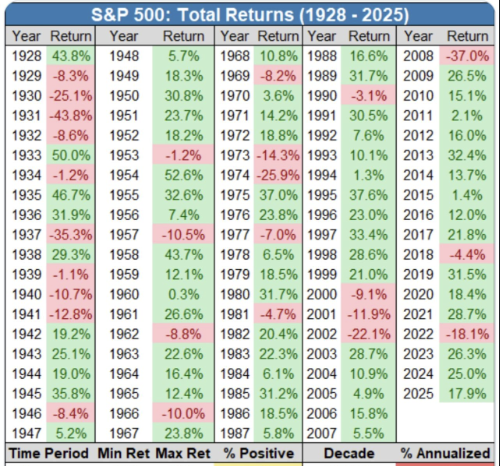 S&P 500: Total Returns (1928 - 2025)
Year Return Year Return Year Return Year Return Year Return
1928 43.8% 1948 5.7% 1968 10.8% 1988 16.6% 2008 -37.0%
1929 -8.3% 1949 18.3% 1969 -8.2% 1989 31.7% 2009 26.5%
1930 -25.1% 1950 30.8% 1970 3.6% 1990 -3.1% 2010 15.1%
1931 -43.8% 1951 23.7% 1971 14.2% 1991 30.5% 2011 2.1%
1932 -8.6% 1952 18.2% 1972 18.8% 1992 7.6% 2012 16.0%
1933 50.0% 1953 -1.2% 1973 -14.3% 1993 10.1% 2013 32.4%
1934 -1.2% 1954 52.6% 1974 -25.9% 1994 1.3% 2014 13.7%
1935 46.7% 1955 32.6% 1975 37.0% 1995 37.6% 2015 1.4%
1936 31.9% 1956 7.4% 1976 23.8% 1996 23.0% 2016 12.0%
1937 -35.3% 1957 -10.5% 1977 -7.0% 1997 33.4% 2017 21.8%
1938 29.3% 1958 43.7% 1978 6.5% 1998 28.6% 2018 -4.4%
1939 -1.1% 1959 12.1% 1979 18.5% 1999 21.0% 2019 31.5%
1940 -10.7% 1960 0.3% 1980 31.7% 2000 -9.1% 2020 18.4%
1941 -12.8% 1961 26.6% 1981 -4.7% 2001 -11.9% 2021 28.7%
1942 19.2% 1962 -8.8% 1982 20.4% 2002 -22.1% 2022 -18.1%
1943 25.1% 1963 22.6% 1983 22.3% 2003 28.7% 2023 26.3%
1944 19.0% 1964 16.4% 1984 6.1% 2004 10.9% 2024 25.0%
1945 35.8% 1965 12.4% 1985 31.2% 2005 4.9% 2025 17.9%
1946 -8.4% 1966 -10.0% 1986 18.5% 2006 15.8%
1947 5.2% 1967 23.8% 1987 5.8% 2007 5.5%
Time Period Min Ret Max Ret % Positive Decade % Annualized